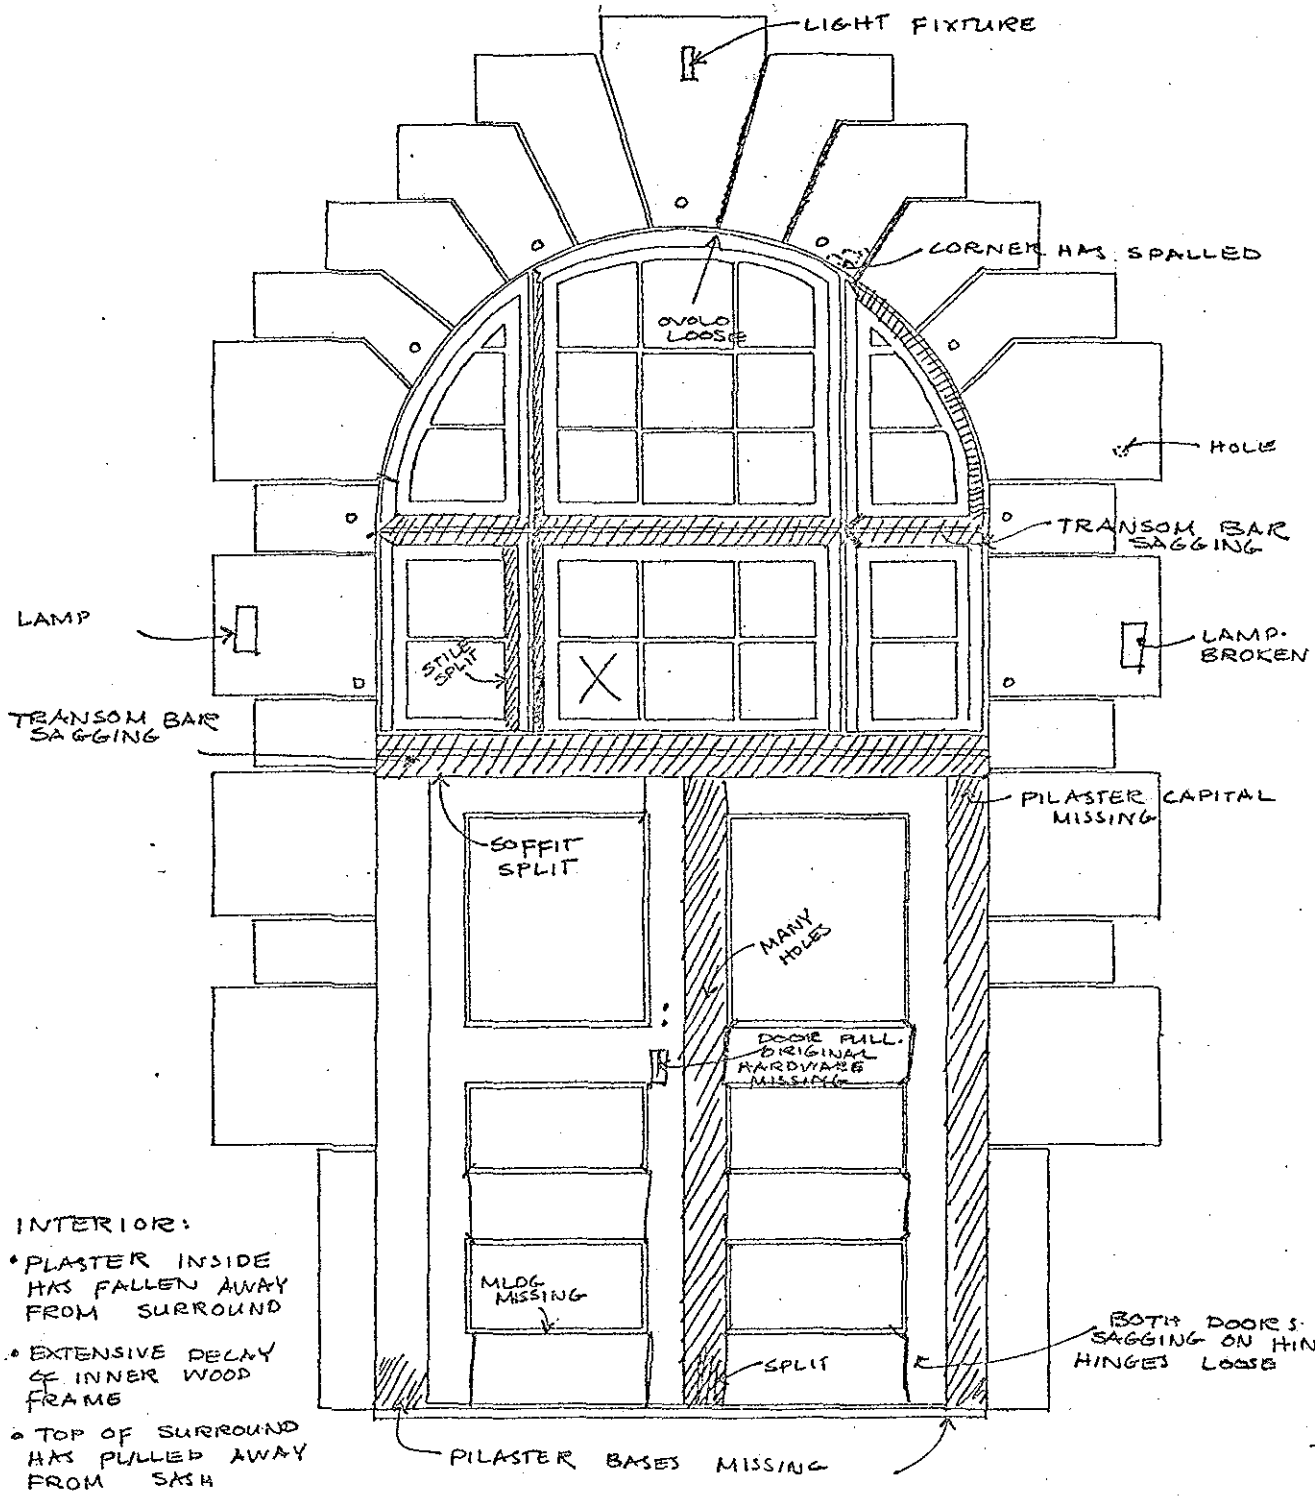 LIGHT FIXTURE
CORNER HAS SPALLED
OVOLO
LOOSE
HOLE
TRANSOM BAR
SAGGING
LAMP
LAMP.
BROKEN
STILE
SPLIT
X
TRANSOM BAR
SAGGING
PILASTER CAPITAL
MISSING
SOFFIT
SPLIT
MANY
HOLES
DOOR PULL.
ORIGINAL
HARDWARE
MISSING
INTERIOR:
• PLASTER INSIDE
HAS FALLEN AWAY
FROM SURROUND
• EXTENSIVE DECAY
OF INNER WOOD
FRAME
• TOP OF SURROUND
HAS PULLED AWAY
FROM SASH
MLDG
MISSING
SPLIT
BOTH DOORS
SAGGING ON HIN
HINGES LOOSE
PILASTER BASES MISSING